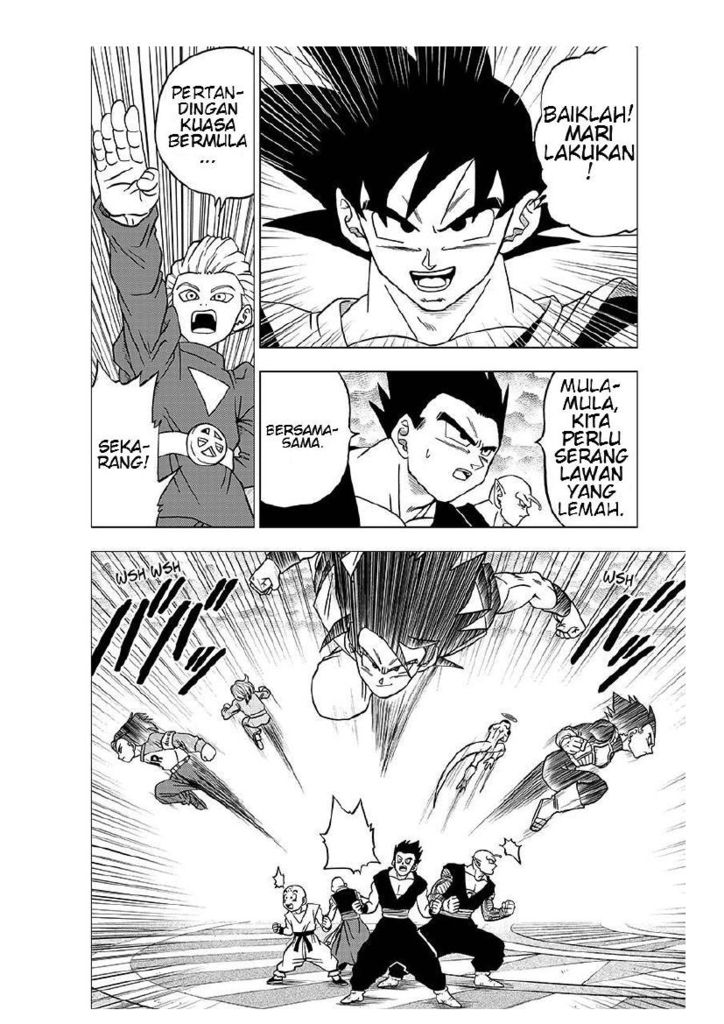 BAIKLAH!
MARI
LAKUKAN
!
PERTAN-
DINGAN
KUASA
BERMULA
...
SEKA-
RANG!
MULA-
MULA,
KITA
PERLU
SERANG
LAWAN
YANG
LEMAH.
BERSAMA-
SAMA.
WSH
WSH WSH